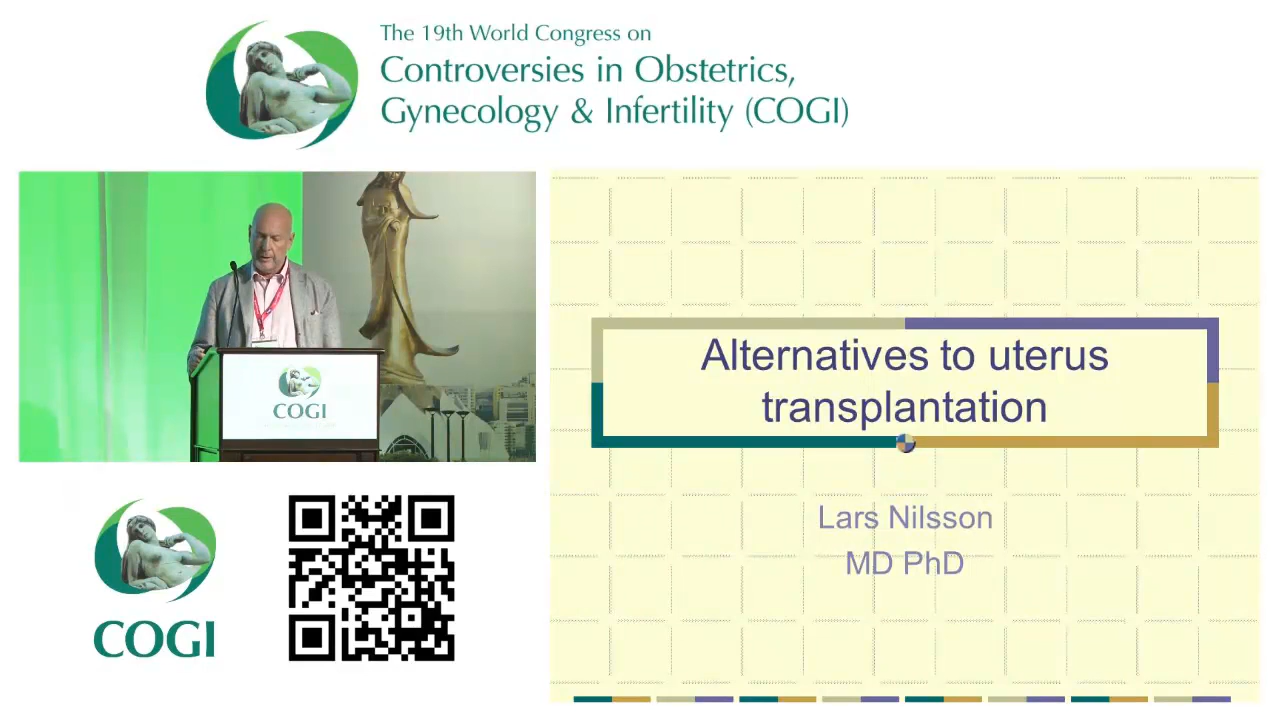 The 19th World Congress on
Controversies in Obstetrics,
Gynecology & Infertility (COGI)
COGI
Alternatives to uterus
transplantation
Lars Nilsson
MD PhD
COGI